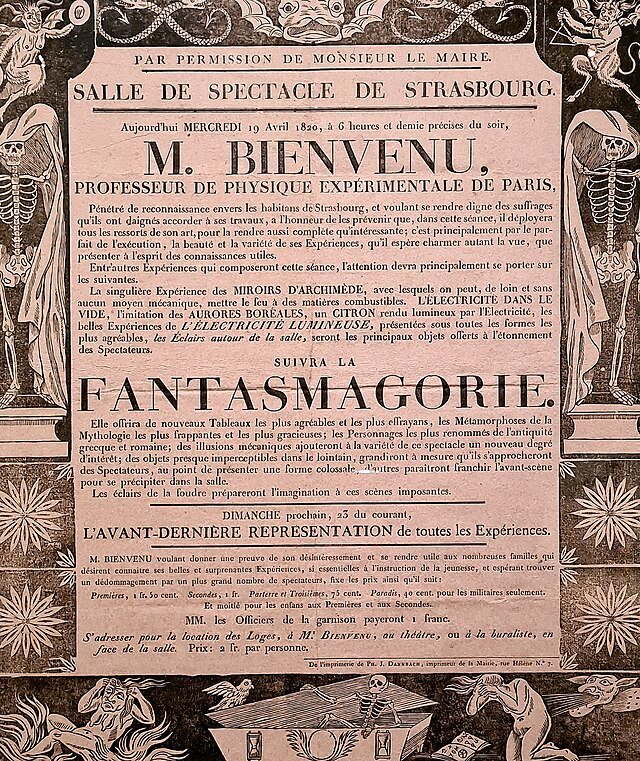 PAR PERMISSION DE MONSIEUR LE MAIRE.
SALLE DE SPECTACLE DE STRASBOURG.
Aujourd'hui MERCREDI 19 Avril 1820, à 6 heures et demie précises du soir,
M. BIENVENU,
PROFESSEUR DE PHYSIQUE EXPÉRIMENTALE DE PARIS,
Pénétré de reconnaissance envers les habitans de Strasbourg, et voulant se rendre digne des suffrages
qu'ils ont daignés accorder à ses travaux, a l'honneur de les prévenir que, dans cette séance, il déployera
tous les ressorts de son art, pour la rendre aussi complète qu'intéressante; c'est principalement par le par-
fait de l'exécution, la beauté et la variété de ses Expériences, qu'il espère charmer autant la vue, que
présenter à l'esprit des connaissances utiles.
Entr'autres Expériences qui composeront cette séance, l'attention devra principalement se porter sur
les suivantes.
La singulière Expérience des MIROIRS D'ARCHIMÈDE, avec lesquels on peut, de loin et sans
aucun moyen mécanique, mettre le feu à des matières combustibles. L'ÉLECTRICITÉ DANS LE
VIDE, l'imitation des AURORES BORÉALES, un CITRON rendu lumineux par l'Électricité, les
belles Expériences de L'ÉLECTRICITÉ LUMINEUSE, présentées sous toutes les formes les
plus agréables, les Éclairs autour de la salle, seront les principaux objets offerts à l'étonnement
des Spectateurs.
SUIVRA LA
FANTASMAGORIE.
Elle offrira de nouveaux Tableaux les plus agréables et les plus effrayans, les Métamorphoses de la
Mythologie les plus frappantes et les plus gracieuses; les Personnages les plus renommés de l'antiquité
grecque et romaine; des illusions mécaniques ajouteront à la variété de ce spectacle un nouveau degré
d'intérêt; des objets presque imperceptibles dans le lointain, grandiront à mesure qu'ils s'approcheront
des Spectateurs, au point de présenter une forme colossale, d'autres paraîtront franchir l'avant-scène
pour se précipiter dans la salle.
Les éclairs de la foudre prépareront l'imagination à ces scènes imposantes.
DIMANCHE prochain, 23 du courant,
L'AVANT-DERNIÈRE REPRÉSENTATION de toutes les Expériences.
M. BIENVENU voulant donner une preuve de son désintéressement et se rendre utile aux nombreuses familles qui
désirent connaître ses belles et surprenantes Expériences, si essentielles à l'instruction de la jeunesse, et espérant trouver
un dédommagement par un plus grand nombre de spectateurs, fixe les prix ainsi qu'il suit:
Premières, 1 fr. 50 cent. Secondes, 1 fr. Parterre et Troisièmes, 75 cent. Paradis, 40 cent. pour les militaires seulement.
Et moitié pour les enfans aux Premières et aux Secondes.
MM. les Officiers de la garnison payeront 1 franc.
S'adresser pour la location des Loges, à Mr. BIENVENU, au théâtre, ou à la buraliste, en
face de la salle. Prix: 2 fr. par personne.
De l'imprimerie de PH. J. DANNBACH, imprimeur de la Mairie, rue Hélène N.° 7.